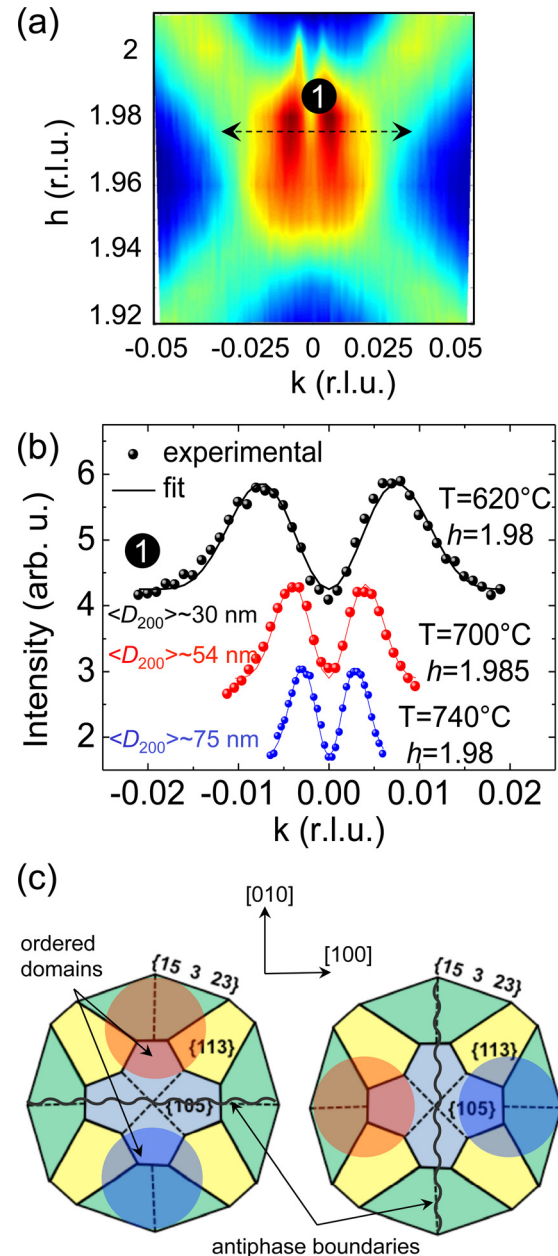 (a)
2
1.98
1.96
1.94
1.92
h (r.l.u.)
1
-0.05
-0.025
0
0.025
0.05
k (r.l.u.)
(b)
experimental
fit
6
5
4
3
2
Intensity (arb. u.)
1
T=620°C
h=1.98
<D200>~30 nm
<D200>~54 nm
T=700°C
h=1.985
<D200>~75 nm
T=740°C
h=1.98
-0.02
-0.01
0.00
0.01
0.02
k (r.l.u.)
(c)
[010]
[100]
ordered
domains
{15 3 23}
{113}
{105}
{15 3 23}
{113}
{105}
antiphase boundaries